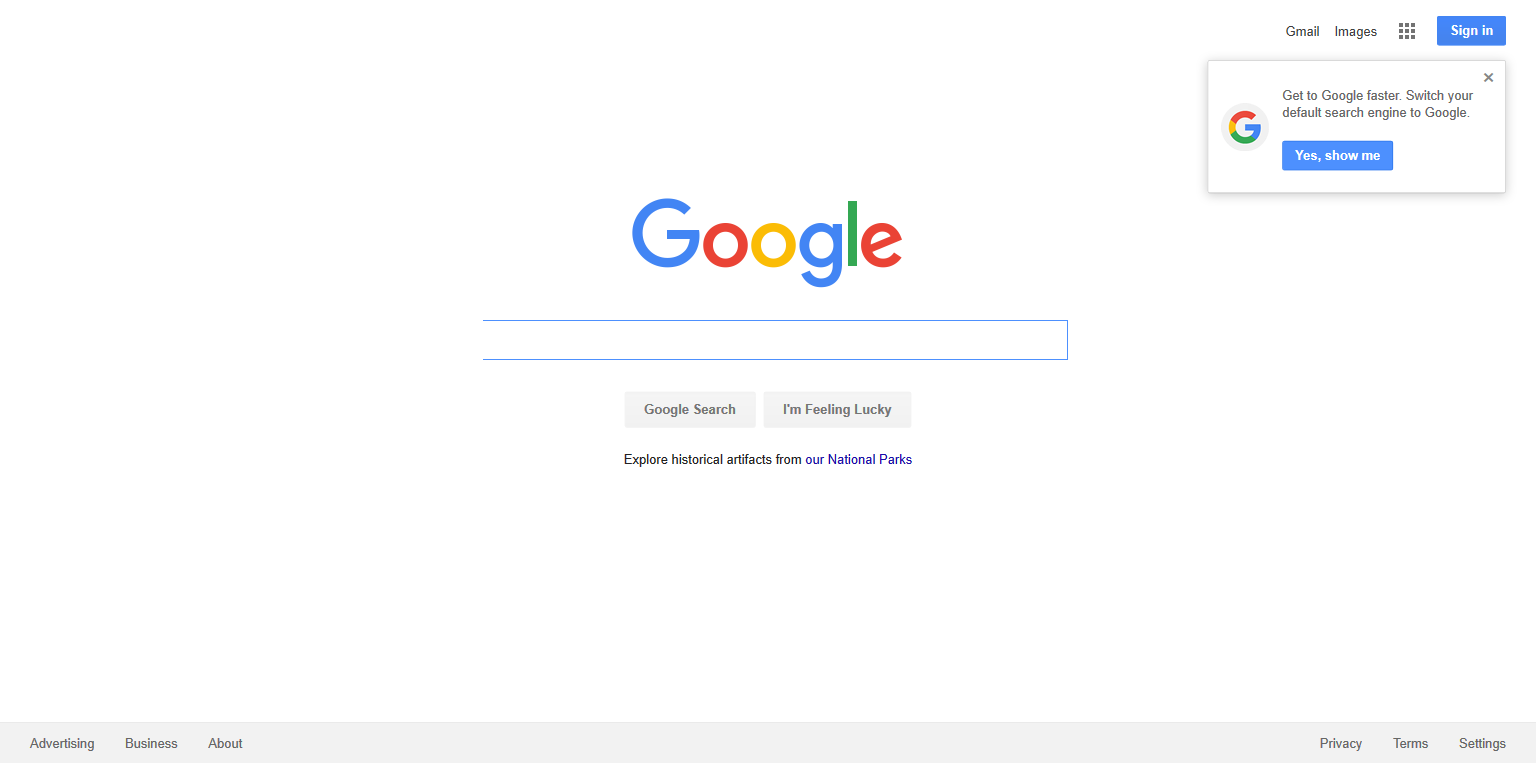 Gmail Images Sign in
Get to Google faster. Switch your
default search engine to Google.
Yes, show me
Google
Google Search I'm Feeling Lucky
Explore historical artifacts from our National Parks
Advertising Business About Privacy Terms Settings